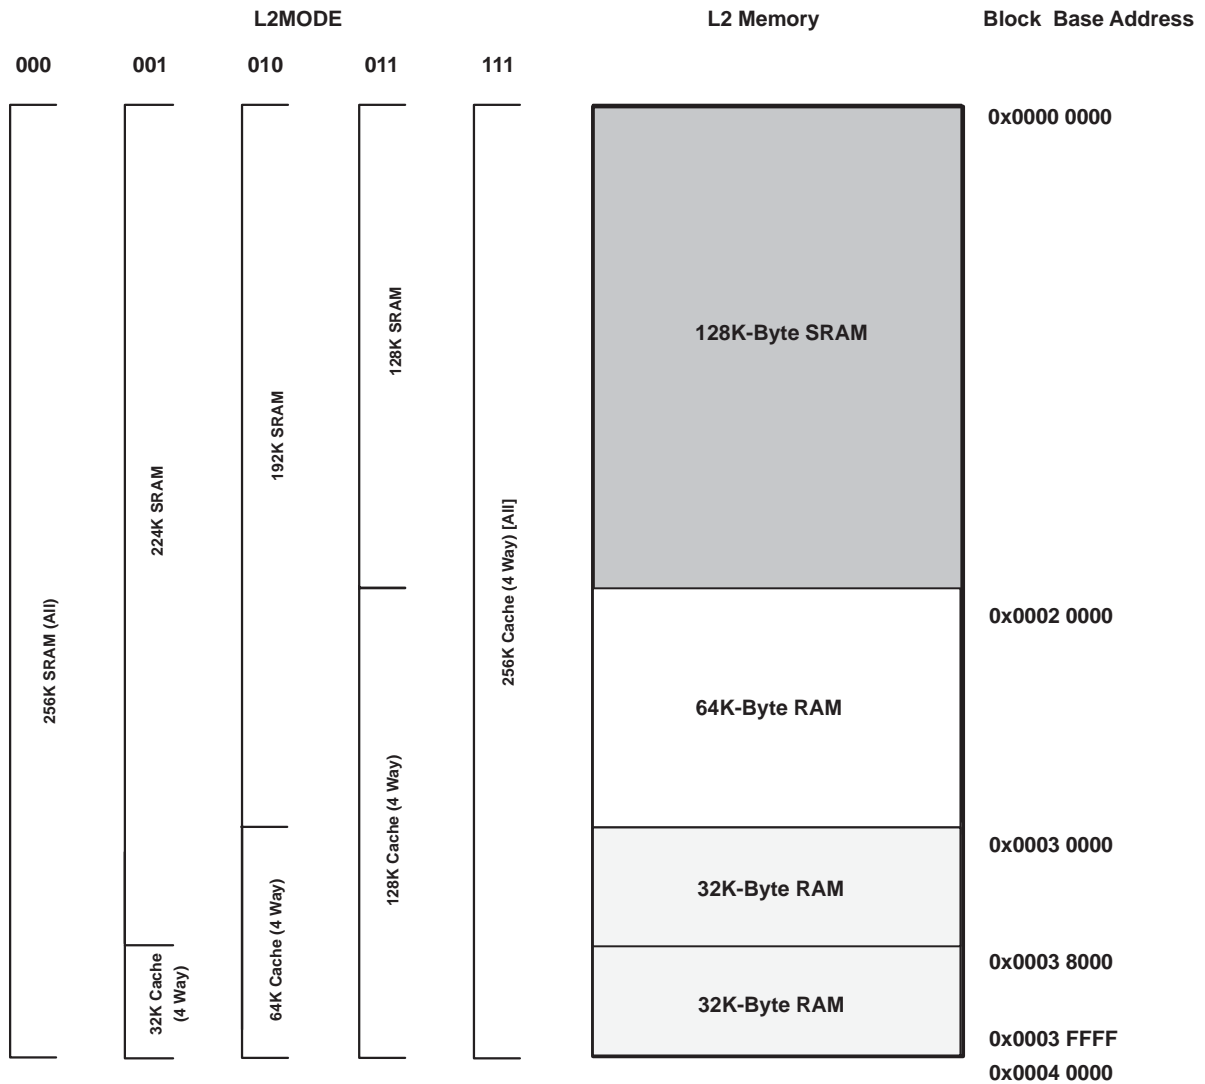 L2MODE
L2 Memory
Block Base Address
000
001
010
011
111
0x0000 0000
128K SRAM
128K-Byte SRAM
192K SRAM
224K SRAM
256K Cache (4 Way) [All]
256K SRAM (All)
0x0002 0000
64K-Byte RAM
128K Cache (4 Way)
0x0003 0000
32K-Byte RAM
64K Cache (4 Way)
32K Cache
(4 Way)
0x0003 8000
32K-Byte RAM
0x0003 FFFF
0x0004 0000